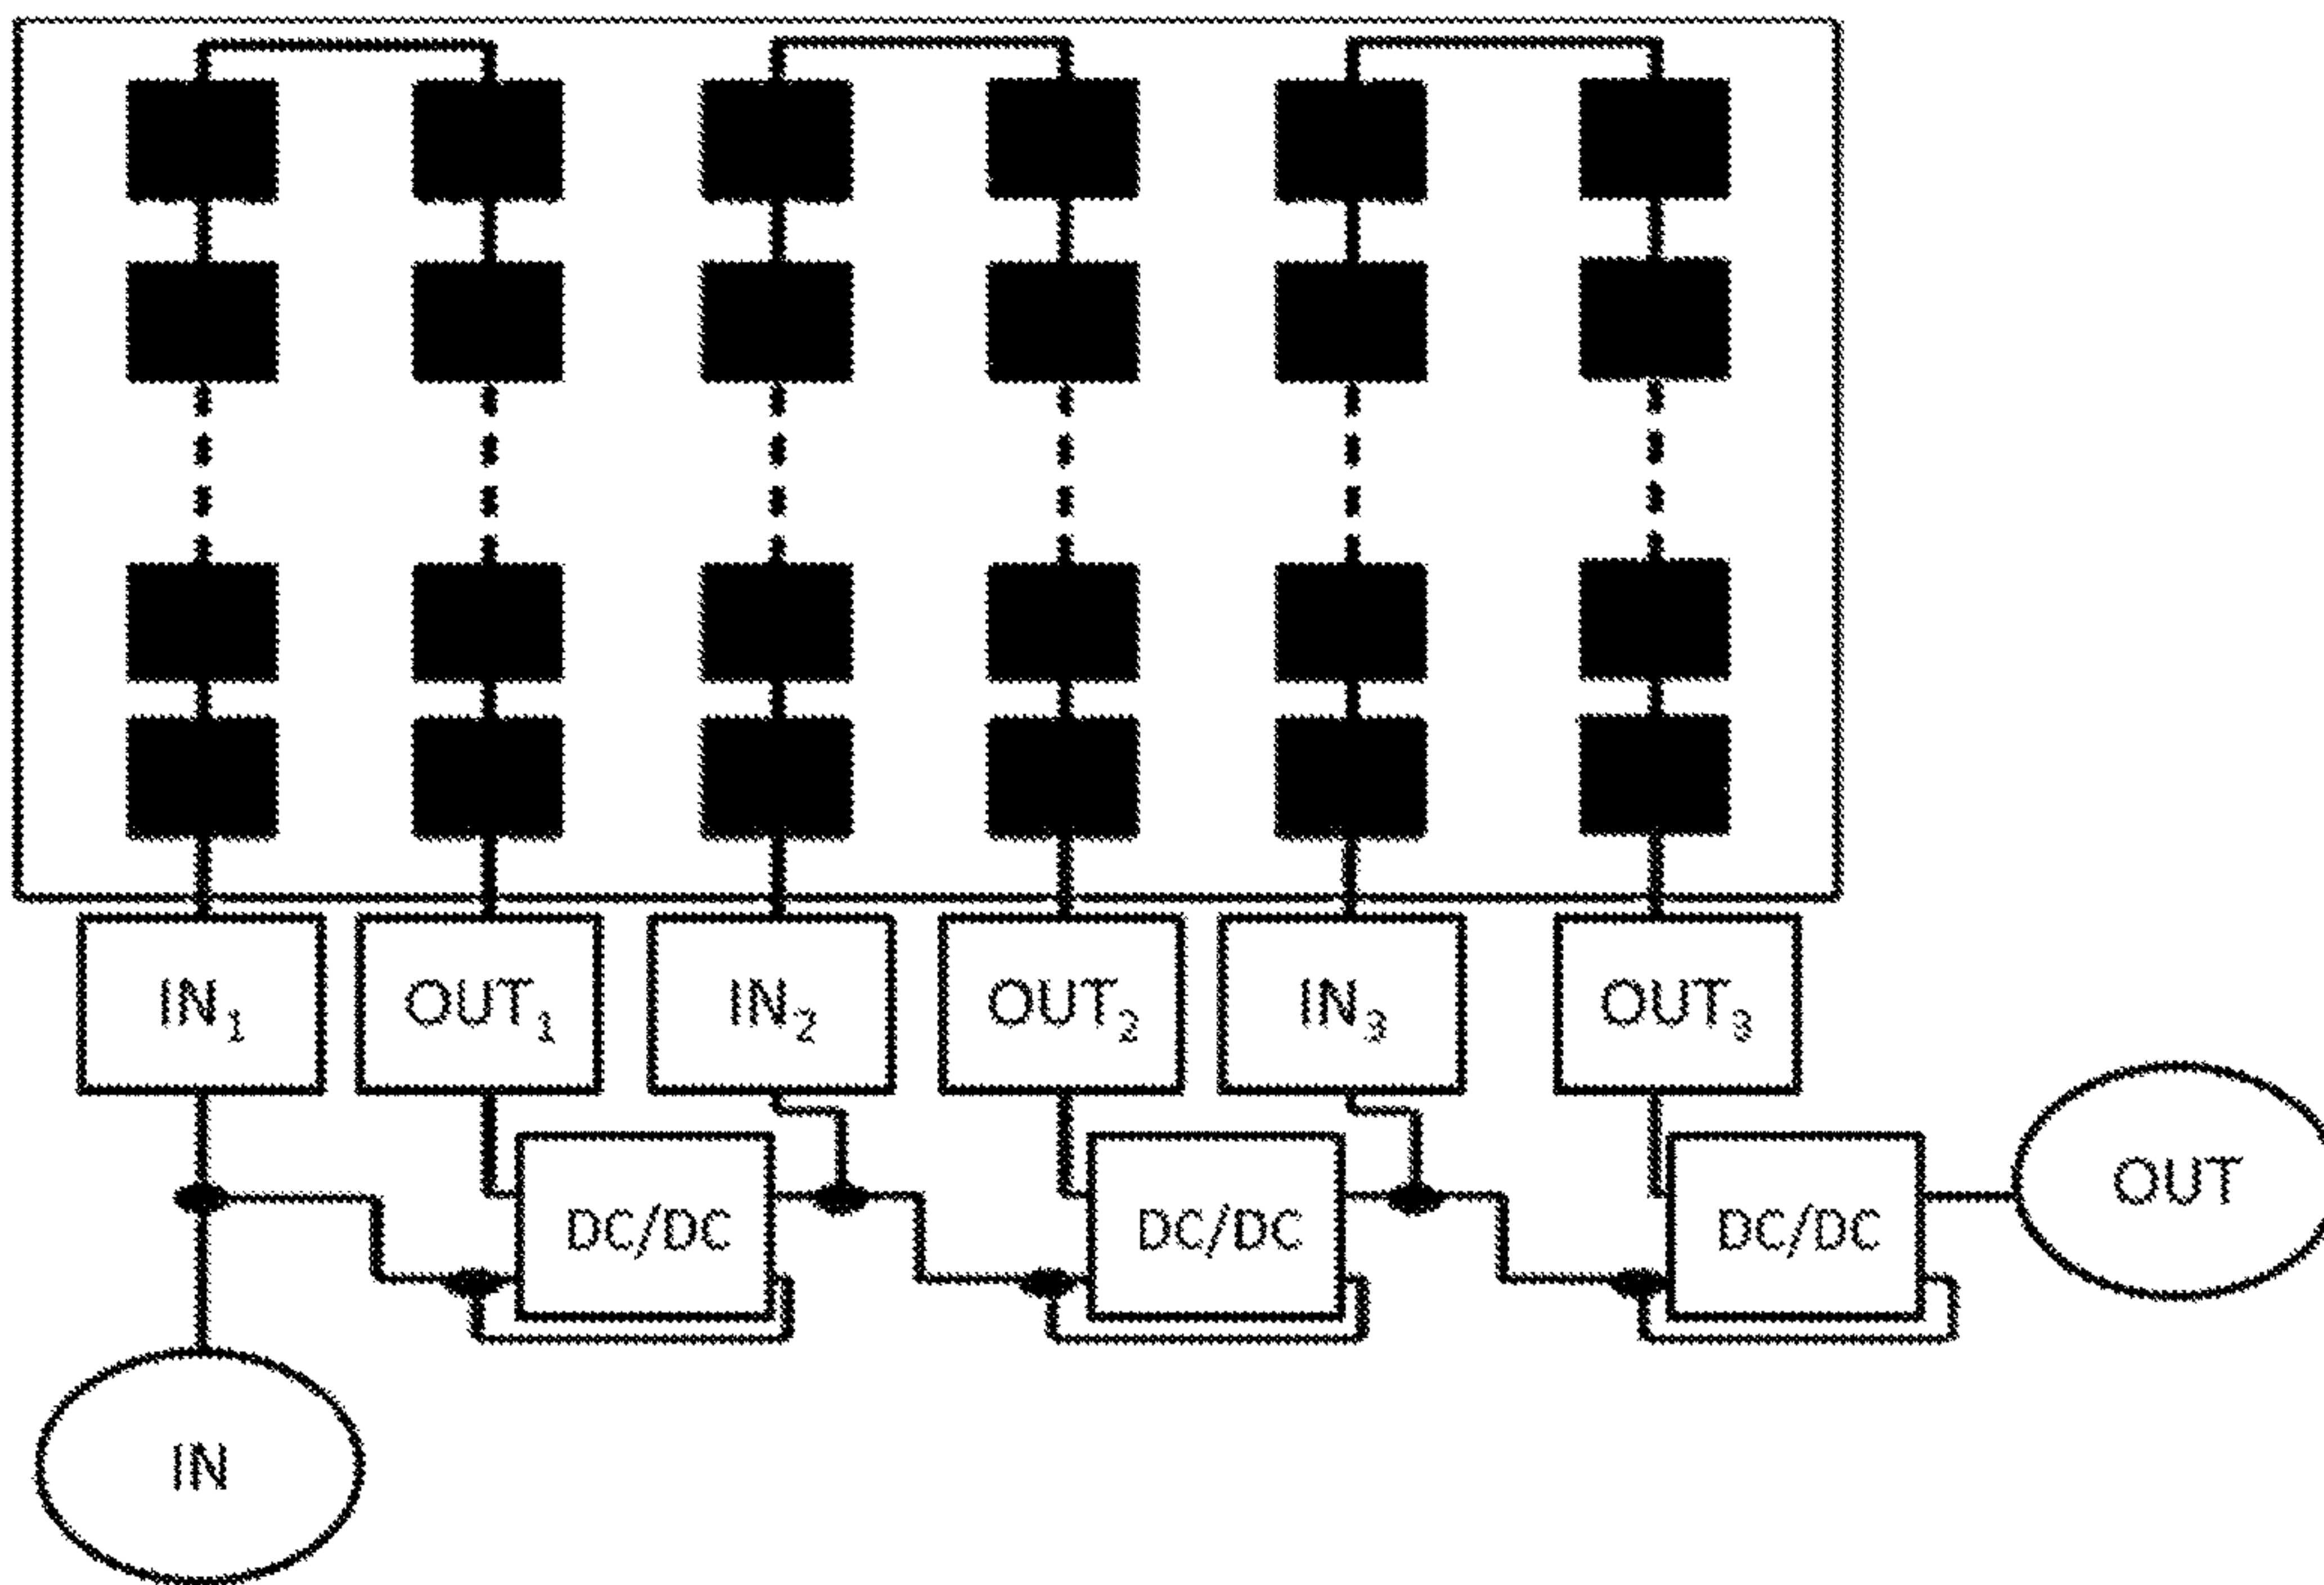 IN₁ OUT₁ IN₂ OUT₂ IN₃ OUT₃
DC/DC DC/DC DC/DC OUT
IN